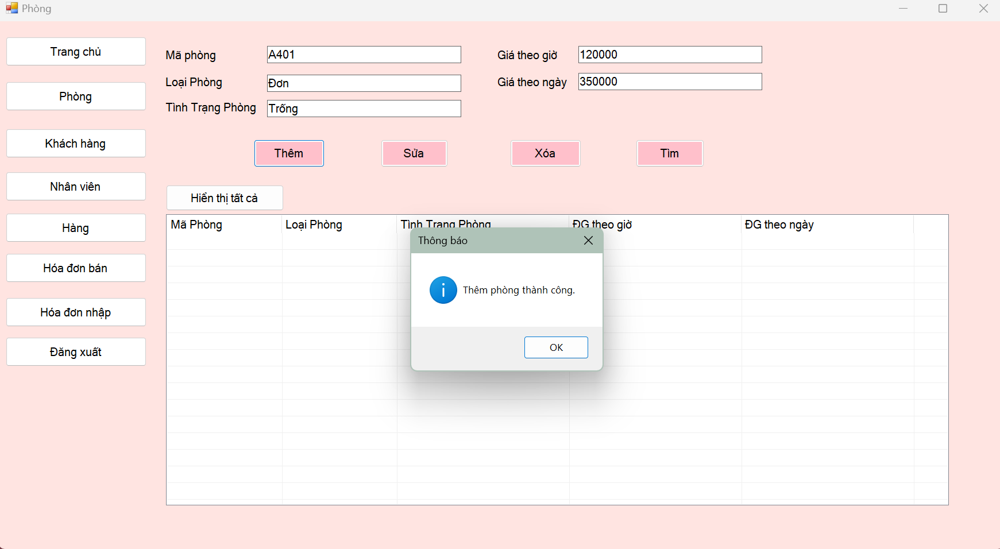 Phòng
Trang chủ
Phòng
Khách hàng
Nhân viên
Hàng
Hóa đơn bán
Hóa đơn nhập
Đăng xuất
Mã phòng A401
Giá theo giờ 120000
Loại Phòng Đơn
Giá theo ngày 350000
Tình Trạng Phòng Trống
Thêm Sửa Xóa Tìm
Hiển thị tất cả
Mã Phòng Loại Phòng Tình Trạng Phòng ĐG theo giờ ĐG theo ngày
Thông báo
Thêm phòng thành công.
OK